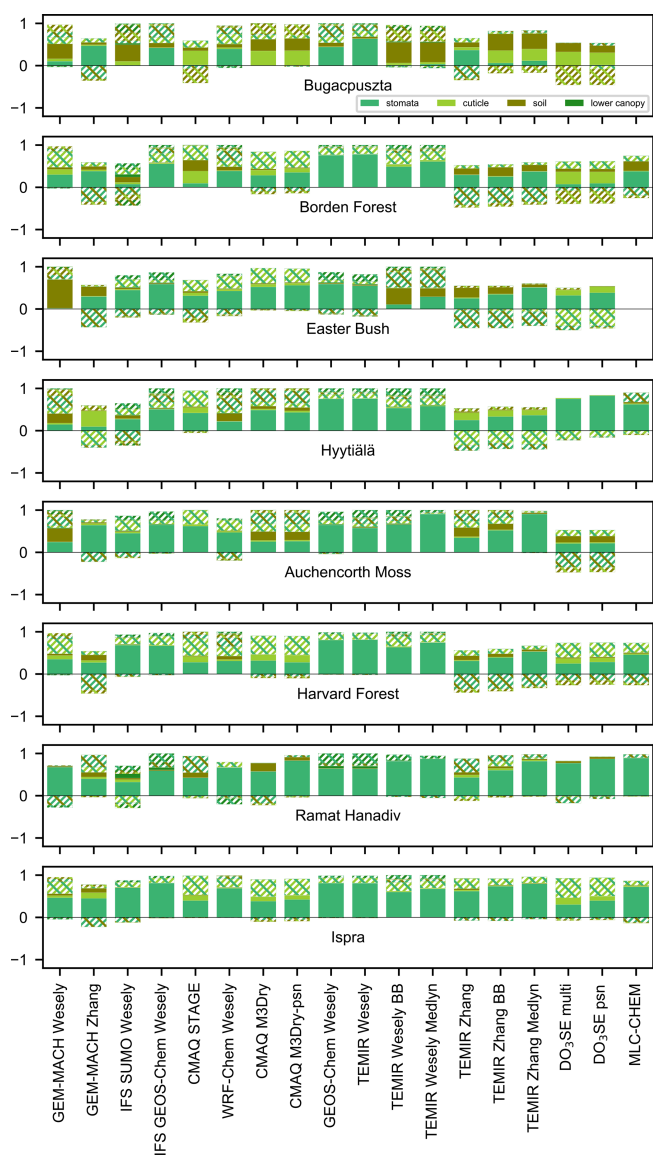 1
0
−1
Bugacpuszta
stomata cuticle soil lower canopy
1
0
−1
Borden Forest
1
0
−1
Easter Bush
1
0
−1
Hyytiälä
1
0
−1
Auchencorth Moss
1
0
−1
Harvard Forest
1
0
−1
Ramat Hanadiv
1
0
−1
Ispra
GEM-MACH Wesely
GEM-MACH Zhang
IFS SUMO Wesely
IFS GEOS-Chem Wesely
CMAQ STAGE
WRF-Chem Wesely
CMAQ M3Dry
CMAQ M3Dry-psn
GEOS-Chem Wesely
TEMIR Wesely
TEMIR Wesely BB
TEMIR Wesely Medlyn
TEMIR Zhang
TEMIR Zhang BB
TEMIR Zhang Medlyn
DO₃SE multi
DO₃SE psn
MLC-CHEM